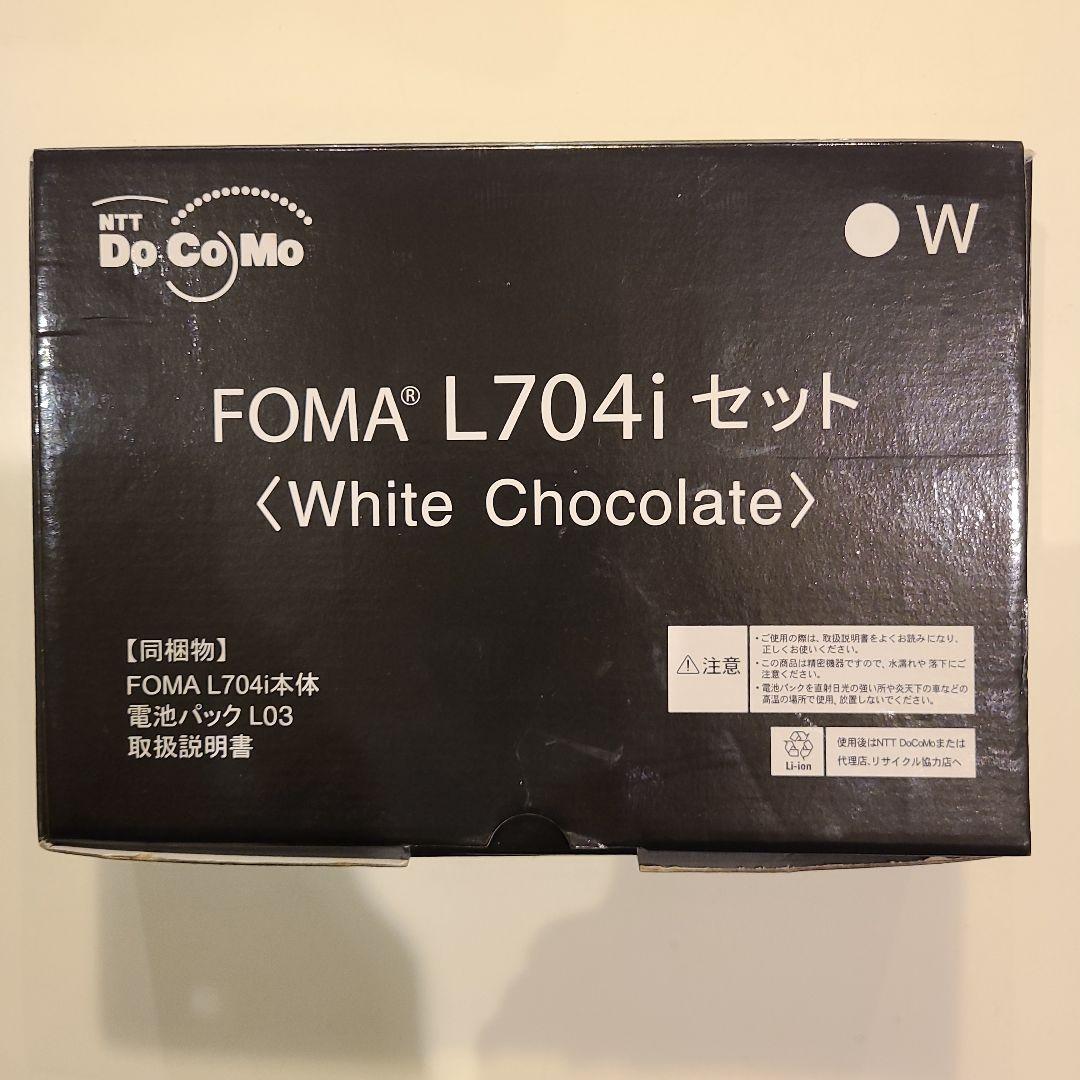 NTT
DoCoMo
W
FOMA® L704i セット
〈White Chocolate〉
【同梱物】
FOMA L704i本体
電池パック L03
取扱説明書
⚠注意
・ご使用の際は、取扱説明書をよくお読みになり、
正しくお使いください。
・この商品は精密機器ですので、水濡れや落下にご
注意ください。
・電池パックを直射日光の強い所や炎天下の車などの
高温の場所で使用、放置しないでください。
Li-ion
使用後はNTT DoCoMoまたは
代理店、リサイクル協力店へ